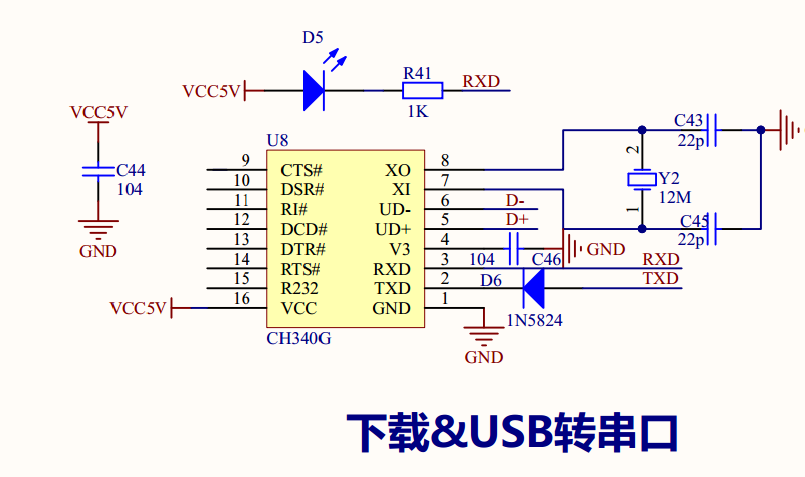 D5
VCC5V
R41
RXD
1K
VCC5V
C44
104
GND
U8
9 CTS# XO 8
10 DSR# XI 7
11 RI# UD- 6 D-
12 DCD# UD+ 5 D+
13 DTR# V3 4
14 RTS# RXD 3
15 R232 TXD 2
16 VCC GND 1
VCC5V
CH340G
C43
22p
2
Y2
12M
1
C45
22p
GND
104
C46
RXD
D6
TXD
1N5824
GND
下载&USB转串口